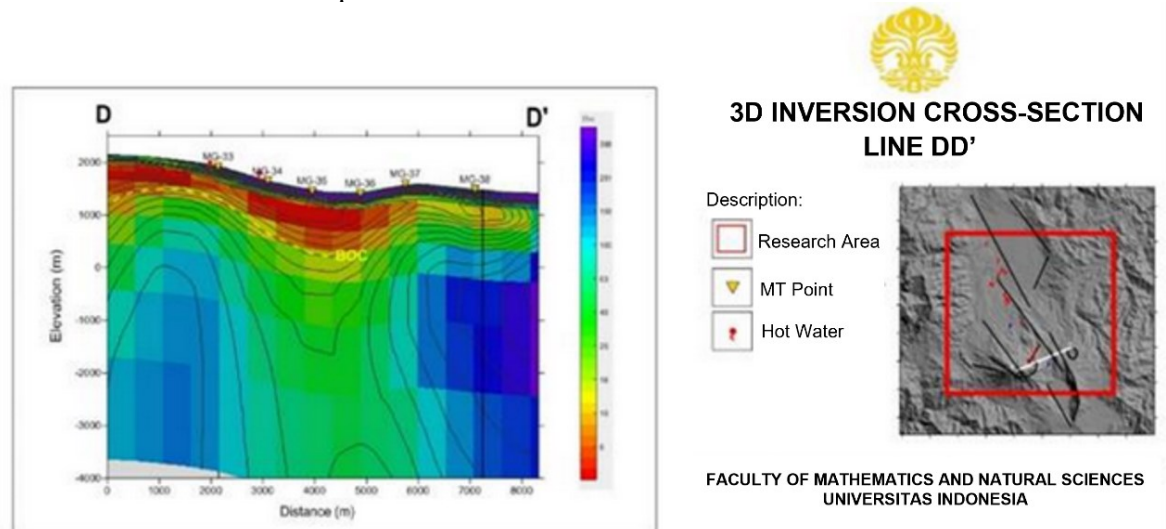 D
D'
MG-33
MG-34
MG-35
MG-36
MG-37
MG-38
2000
1000
0
-1000
-2000
-3000
-4000
Elevation (m)
BOC
0 1000 2000 3000 4000 5000 6000 7000 8000
Distance (m)
3D INVERSION CROSS-SECTION
LINE DD’
Description:
Research Area
MT Point
Hot Water
FACULTY OF MATHEMATICS AND NATURAL SCIENCES
UNIVERSITAS INDONESIA